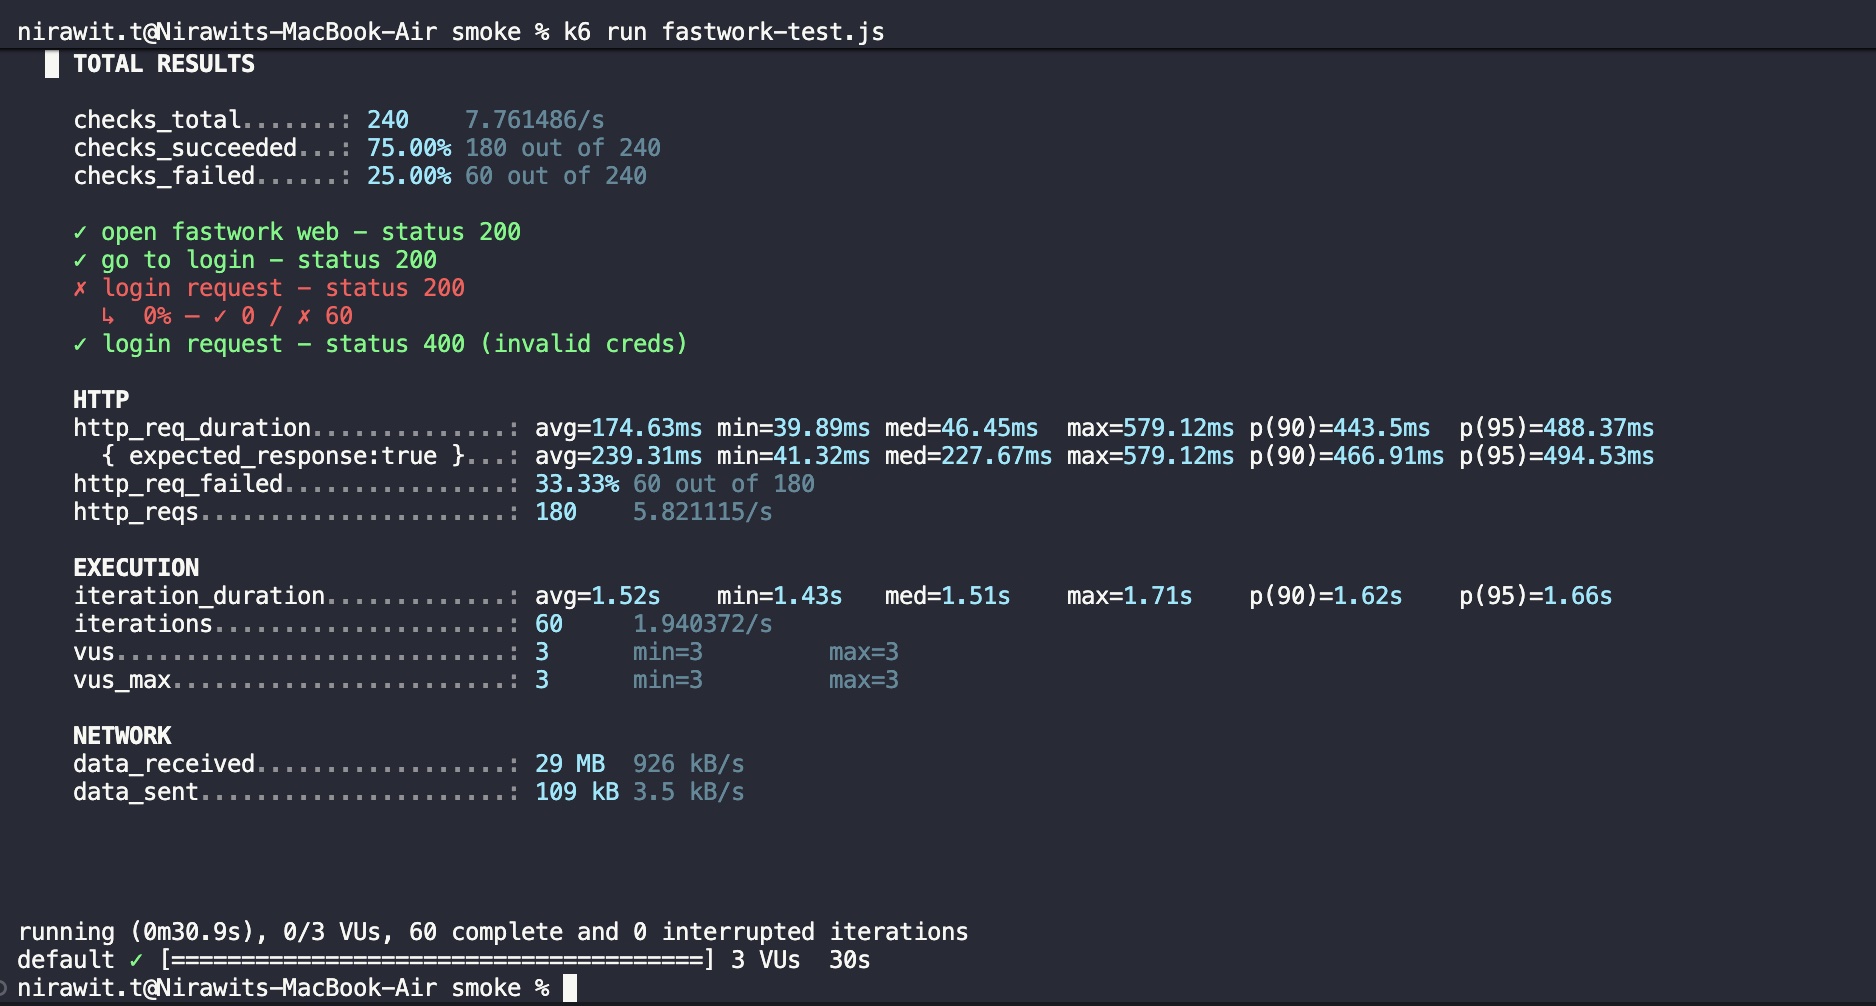 nirawit.t@Nirawits-MacBook-Air smoke % k6 run fastwork-test.js
█ TOTAL RESULTS
checks_total.......: 240    7.761486/s
checks_succeeded...: 75.00% 180 out of 240
checks_failed......: 25.00% 60 out of 240
✓ open fastwork web - status 200
✓ go to login - status 200
✗ login request - status 200
↳  0% — ✓ 0 / ✗ 60
✓ login request - status 400 (invalid creds)
HTTP
http_req_duration..............: avg=174.63ms min=39.89ms med=46.45ms  max=579.12ms p(90)=443.5ms  p(95)=488.37ms
{ expected_response:true }...: avg=239.31ms min=41.32ms med=227.67ms max=579.12ms p(90)=466.91ms p(95)=494.53ms
http_req_failed................: 33.33% 60 out of 180
http_reqs......................: 180    5.821115/s
EXECUTION
iteration_duration.............: avg=1.52s    min=1.43s   med=1.51s    max=1.71s    p(90)=1.62s    p(95)=1.66s
iterations.....................: 60     1.940372/s
vus............................: 3      min=3         max=3
vus_max........................: 3      min=3         max=3
NETWORK
data_received..................: 29 MB  926 kB/s
data_sent......................: 109 kB 3.5 kB/s
running (0m30.9s), 0/3 VUs, 60 complete and 0 interrupted iterations
default ✓ [======================================] 3 VUs  30s
nirawit.t@Nirawits-MacBook-Air smoke %